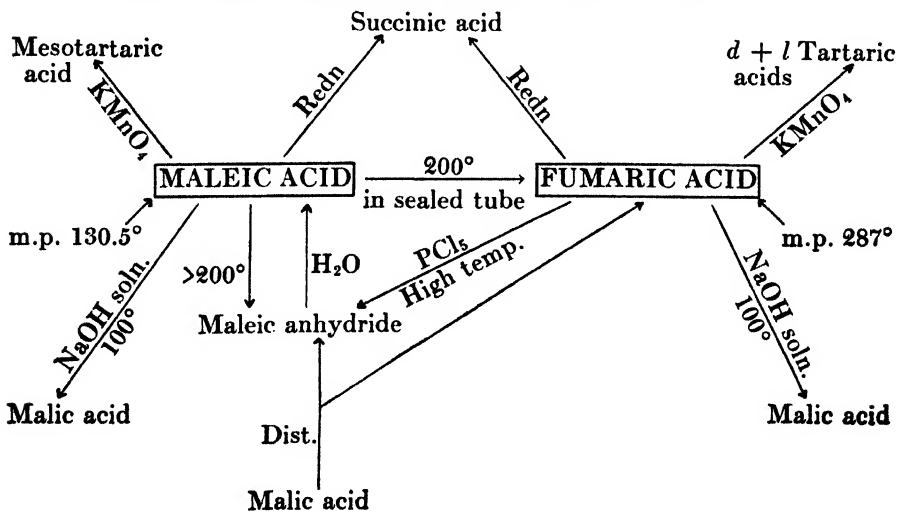 Succinic acid
Mesotartaric
acid
d + l Tartaric
acids
KMnO₄
Redn
Redn
KMnO₄
MALEIC ACID
200°
in sealed tube
FUMARIC ACID
m.p. 130.5°
m.p. 287°
>200°
H₂O
PCl₅
High temp.
NaOH soln.
100°
NaOH soln.
100°
Maleic anhydride
Malic acid
Malic acid
Dist.
Malic acid